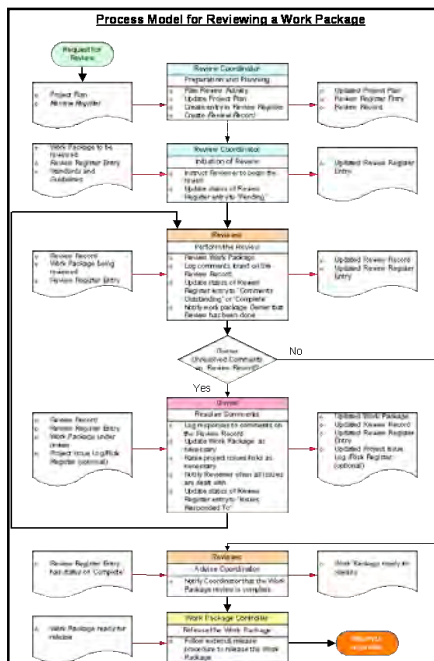 Process Model for Reviewing a Work Package
Request for
Review
Review Coordinator
Preparation and Planning
Plan Review Activity
Update Project Plan
Create entry in Review Register
Create Review Record
Project Plan
Review Register
Updated Project Plan
Review Register Entry
Review Record
Work Package to be
reviewed
Review Register Entry
Standards and
Guidelines
Review Coordinator
Initiation of Review
Instruct Reviewer to begin the
review
Update status of Review
Register entry to "Pending"
Updated Review Register
Entry
Review Record
Work Package being
reviewed
Review Register Entry
Reviewer
Perform the Review
Review Work Package
Log comments on the
Review Record
Update status of Review
Register entry to "Comments
Outstanding" or "Complete"
Notify work package Owner that
Review has been done
Updated Review Record
Updated Review Register
Entry
Unresolved Comments
on Review Record?
No
Yes
Review Record
Review Register Entry
Work Package under
review
Project Issue Log/Risk
Register (optional)
Owner
Resolve Comments
Log responses to comments on
the Review Record
Update Work Package as
necessary
Raise project issues/risks as
necessary
Notify Reviewer when all issues
are dealt with
Update status of Review
Register entry to "Issues
Responded To"
Updated Work Package
Updated Review Record
Updated Review Register
Entry
Updated Project Issue
Log /Risk Register
(optional)
Review Register Entry
has status of "Complete"
Reviewer
Advise Coordinator
Notify Coordinator that the Work
Package review is complete
Work Package ready to
release
Work Package ready for
release
Work Package Controller
Release the Work Package
Follow external release
procedure to release the Work
Package